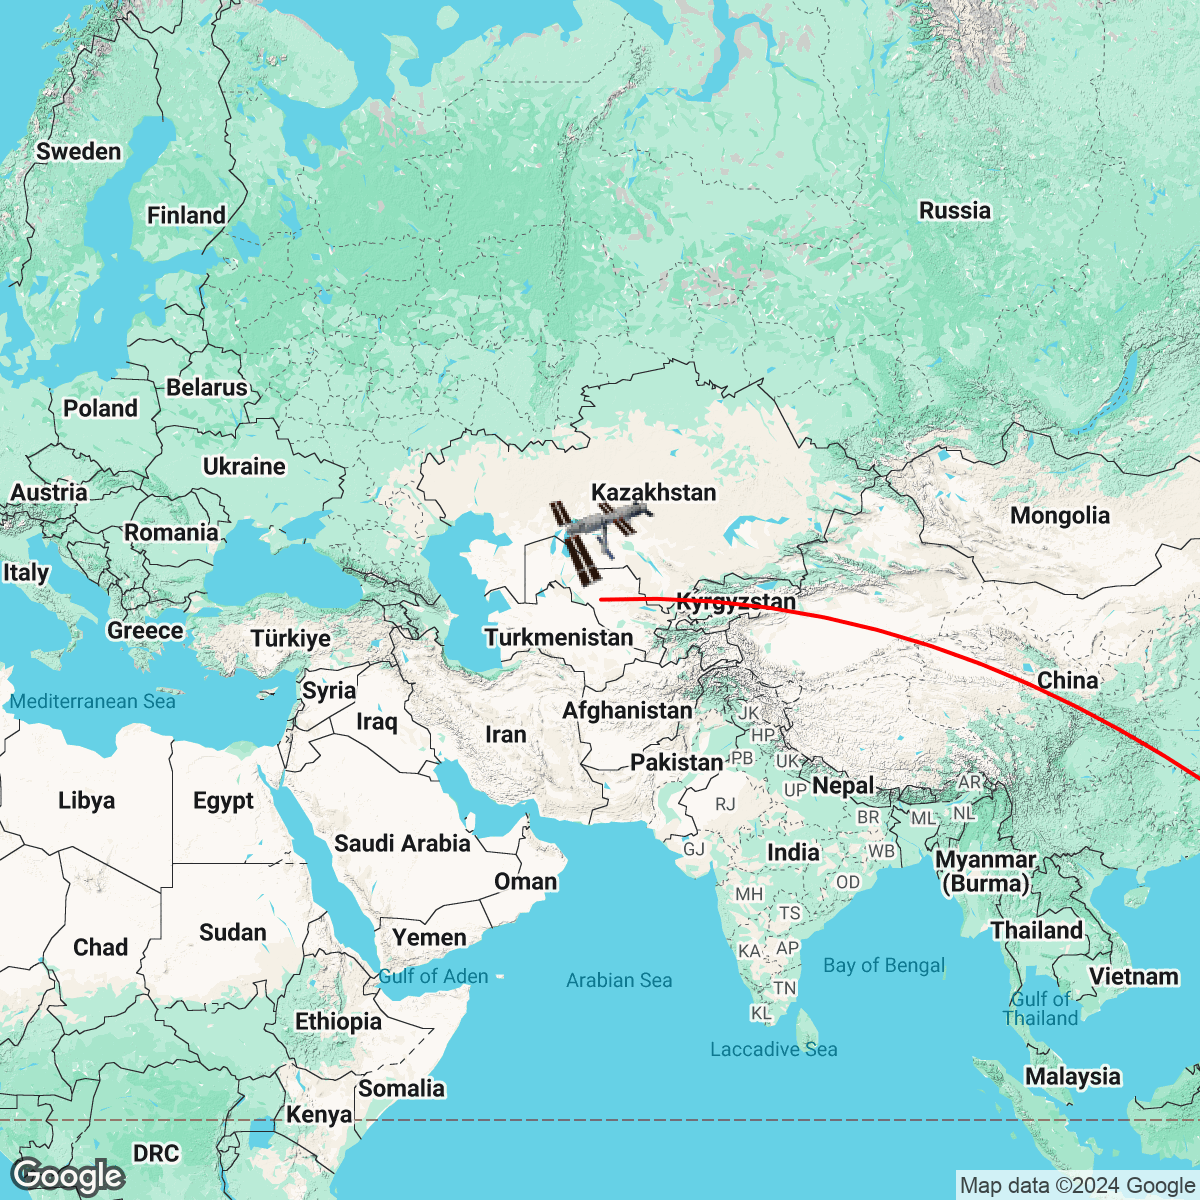 Sweden
Finland
Russia
Belarus
Poland
Ukraine
Austria
Kazakhstan
Romania
Mongolia
Italy
Greece
Türkiye
Kyrgyzstan
Turkmenistan
China
Syria
Mediterranean Sea
Iraq
Iran
Afghanistan
JK
HP
Pakistan
PB
UK
Nepal
AR
Libya
Egypt
UP
RJ
BR
ML
NL
Saudi Arabia
GJ
India
WB
Myanmar
(Burma)
Oman
OD
MH
TS
Chad
Sudan
Yemen
KA
AP
Thailand
Gulf of Aden
Arabian Sea
Bay of Bengal
Vietnam
TN
KL
Gulf of
Thailand
Ethiopia
Laccadive Sea
Somalia
Malaysia
Kenya
DRC
Google
Map data ©2024 Google